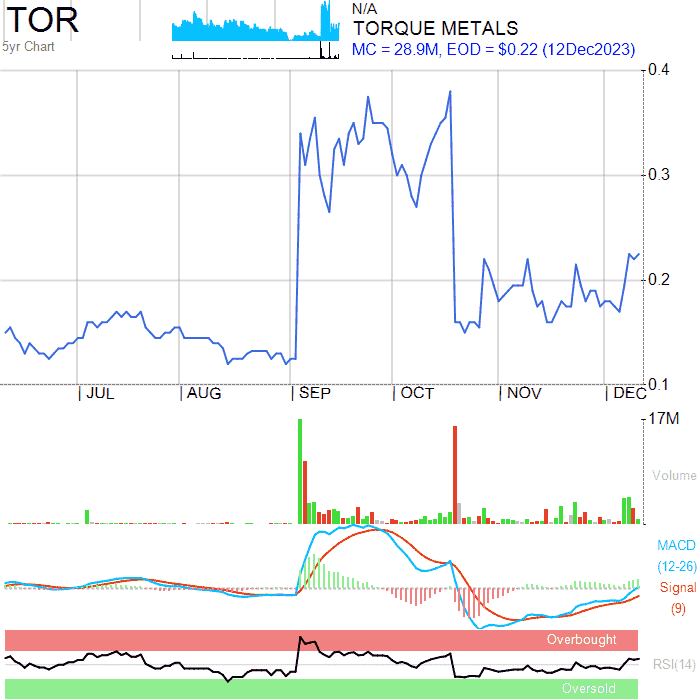 TOR
5yr Chart
N/A
TORQUE METALS
MC = 28.9M, EOD = $0.22 (12Dec2023)
0.4
0.3
0.2
0.1
| JUL | AUG | SEP | OCT | NOV | DEC
17M
Volume
MACD
(12-26)
Signal
(9)
Overbought
RSI(14)
Oversold